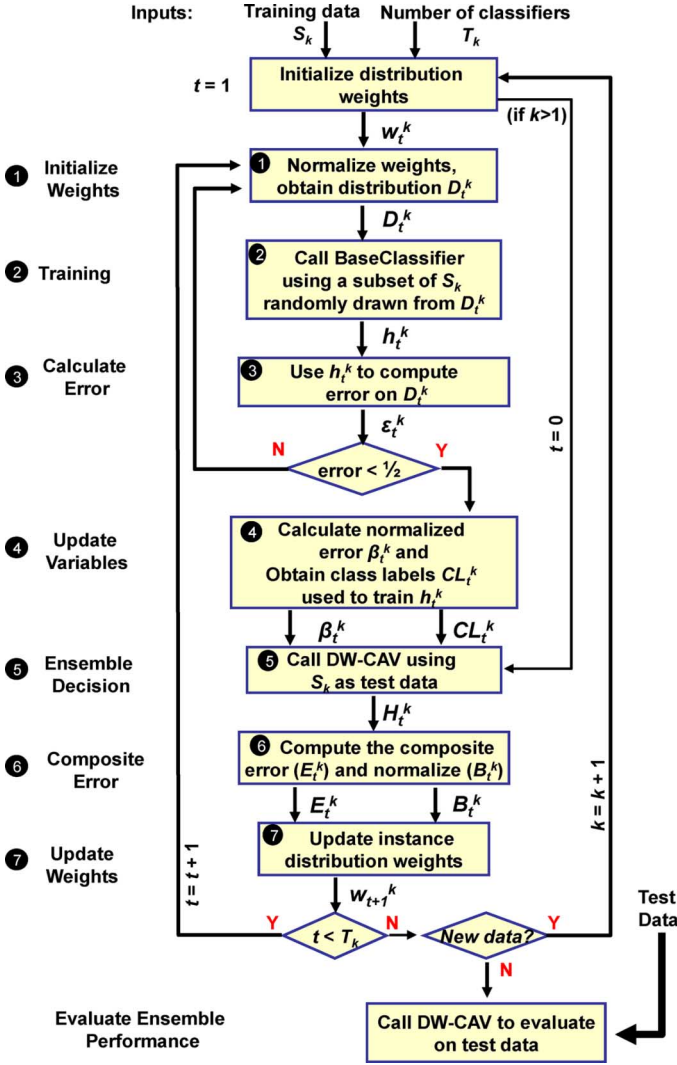 Inputs:
Training data
S_k
Number of classifiers
T_k
t = 1
Initialize distribution
weights
(if k>1)
w_t^k
1 Initialize
Weights
1 Normalize weights,
obtain distribution D_t^k
D_t^k
2 Training
2 Call BaseClassifier
using a subset of S_k
randomly drawn from D_t^k
h_t^k
3 Calculate
Error
3 Use h_t^k to compute
error on D_t^k
ε_t^k
N
Y
error < ½
t = 0
4 Update
Variables
4 Calculate normalized
error β_t^k and
Obtain class labels CL_t^k
used to train h_t^k
β_t^k
CL_t^k
5 Ensemble
Decision
5 Call DW-CAV using
S_k as test data
H_t^k
6 Composite
Error
6 Compute the composite
error (E_t^k) and normalize (B_t^k)
E_t^k
B_t^k
k = k + 1
7 Update
Weights
7 Update instance
distribution weights
t = t + 1
w_{t+1}^k
Y
t < T_k
N
New data?
Y
N
Test
Data
Evaluate Ensemble
Performance
Call DW-CAV to evaluate
on test data